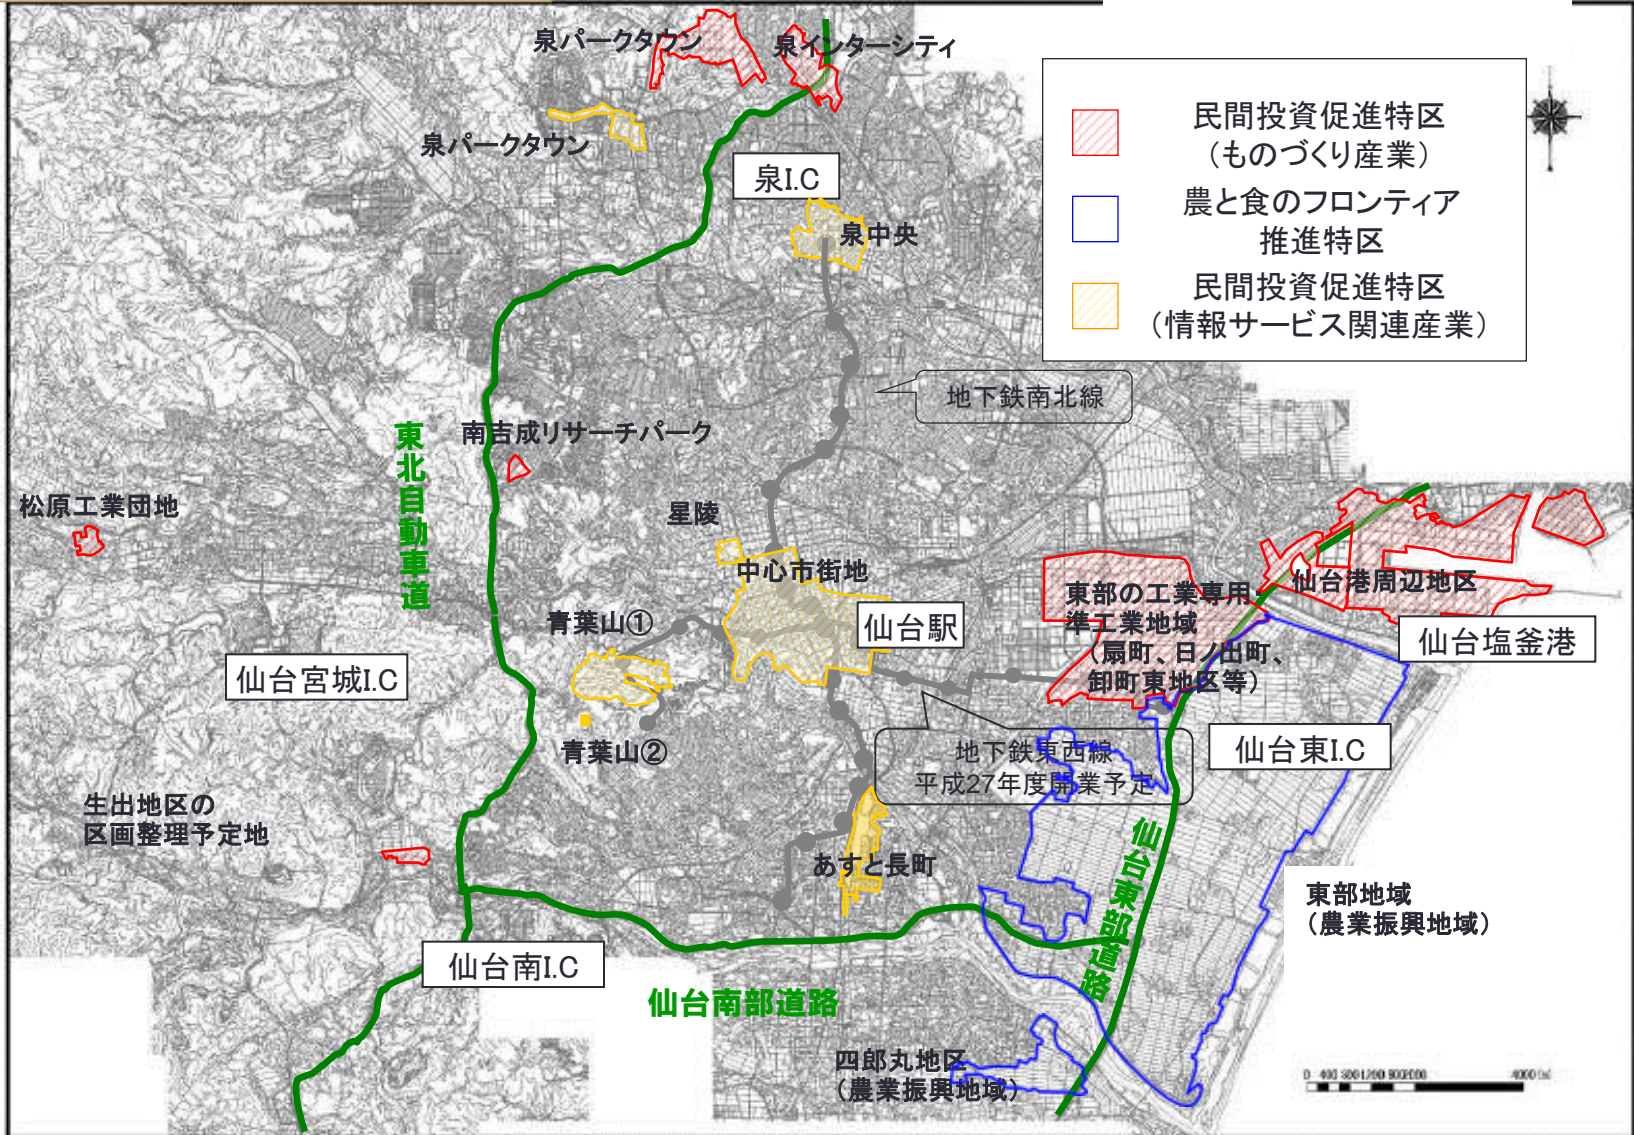 泉パークタウン
泉インターシティ
民間投資促進特区
（ものづくり産業）
農と食のフロンティア
推進特区
民間投資促進特区
（情報サービス関連産業）
泉パークタウン
泉I.C
泉中央
地下鉄南北線
東北自動車道
南吉成リサーチパーク
松原工業団地
星陵
中心市街地
仙台港周辺地区
東部の工業専用・
準工業地域
（扇町、日ノ出町、
卸町東地区等）
青葉山①
仙台駅
仙台塩釜港
仙台宮城I.C
青葉山②
地下鉄東西線
平成27年度開業予定
仙台東I.C
生出地区の
区画整理予定地
あすと長町
仙台東部道路
東部地域
（農業振興地域）
仙台南I.C
仙台南部道路
四郎丸地区
（農業振興地域）
0 400 800 1200